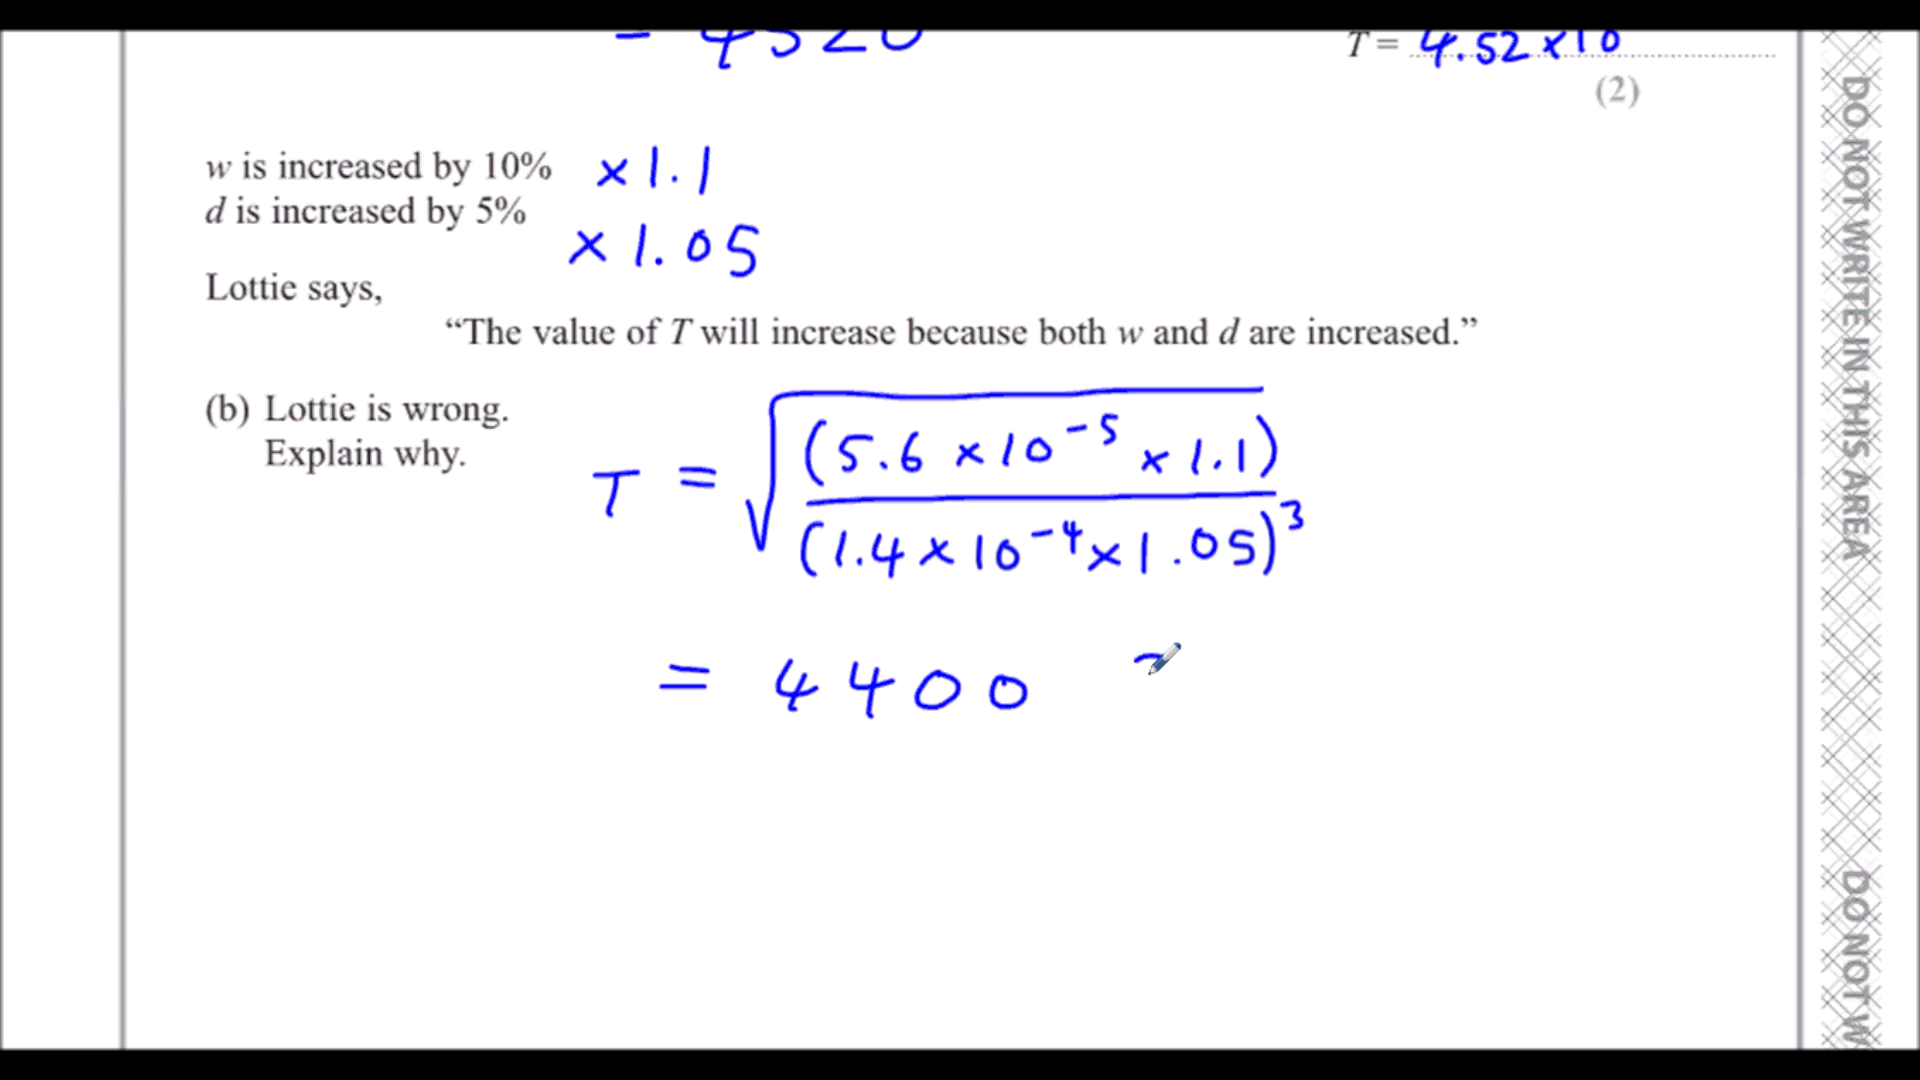 = 4520
T = 4.52 × 10
(2)
w is increased by 10% × 1.1
d is increased by 5% × 1.05
Lottie says,
“The value of T will increase because both w and d are increased.”
(b) Lottie is wrong.
Explain why.
T = √((5.6 × 10⁻⁵ × 1.1) / (1.4 × 10⁻⁴ × 1.05)³)
= 4400
DO NOT WRITE IN THIS AREA
DO NOT W